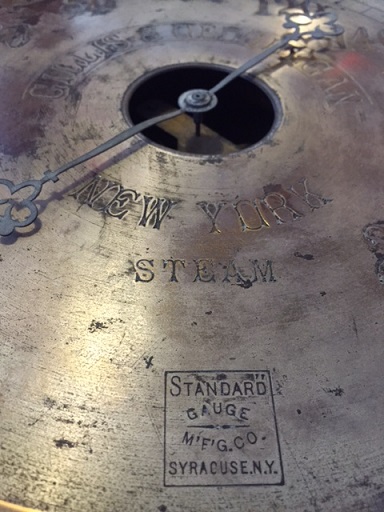 NEW YORK
STEAM
STANDARD"
GAUGE
M'F'G.CO.
SYRACUSE.N.Y.